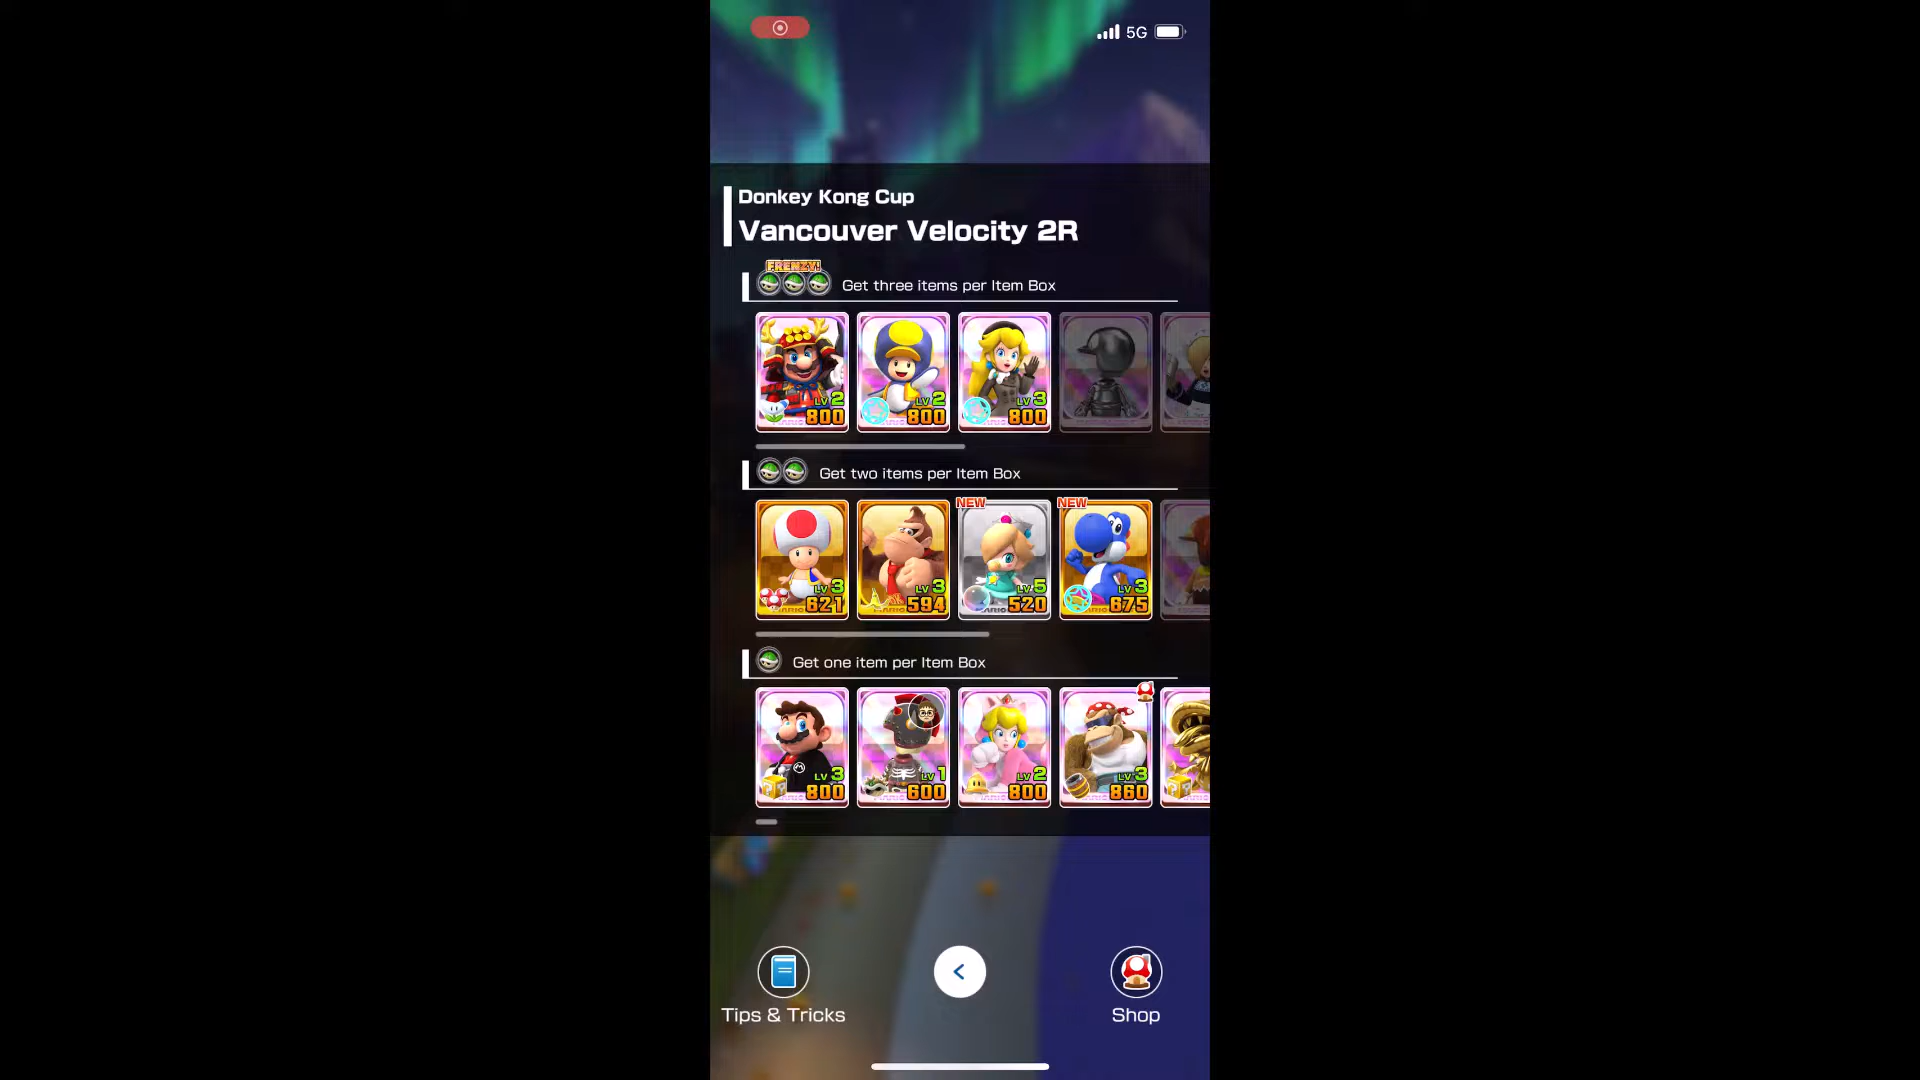 5G
Donkey Kong Cup
Vancouver Velocity 2R
FRENZY!
Get three items per Item Box
LV 2 LV 2 LV 3
800 800 800
Get two items per Item Box
NEW NEW
LV 3 LV 3 LV 5 LV 3
621 594 520 675
Get one item per Item Box
LV 3 LV 1 LV 2 LV 3
800 600 800 860
Tips & Tricks
<
Shop